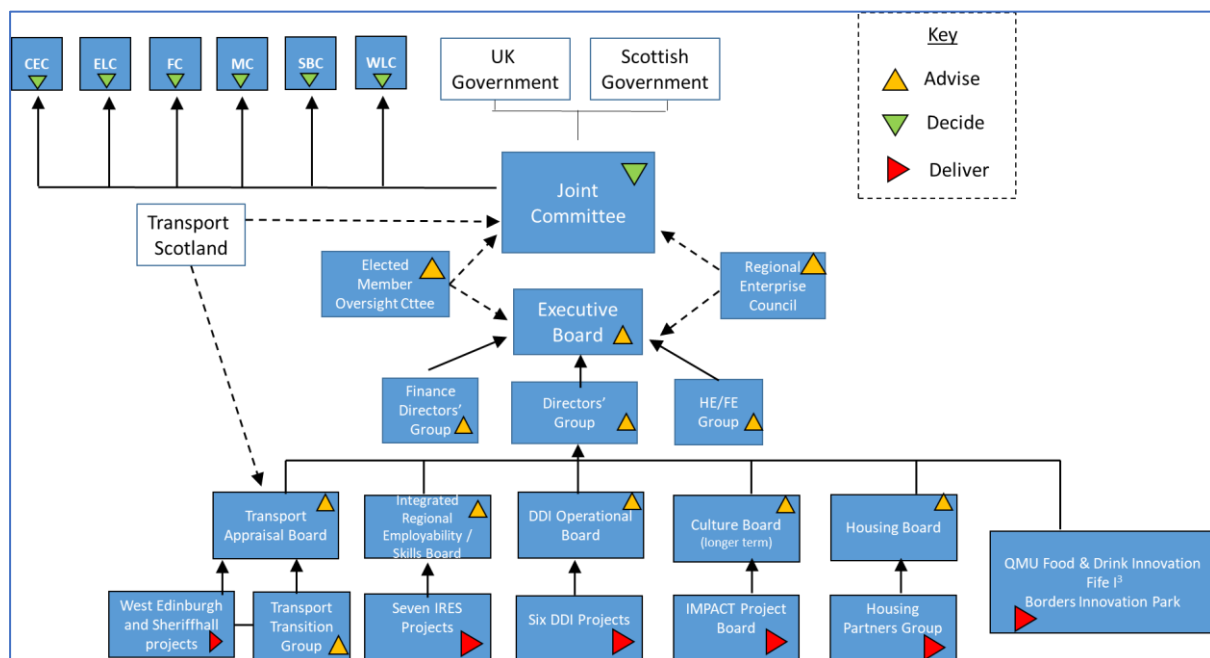 CEC
ELC
FC
MC
SBC
WLC
UK
Government
Scottish
Government
Key
Advise
Decide
Deliver
Joint
Committee
Transport
Scotland
Elected
Member
Oversight Cttee
Regional
Enterprise
Council
Executive
Board
Finance
Directors’
Group
Directors’
Group
HE/FE
Group
Transport
Appraisal Board
Integrated
Regional
Employability /
Skills Board
DDI Operational
Board
Culture Board
(longer term)
Housing Board
QMU Food & Drink Innovation
Fife I³
Borders Innovation Park
West Edinburgh
and Sheriffhall
projects
Transport
Transition
Group
Seven IRES
Projects
Six DDI Projects
IMPACT Project
Board
Housing
Partners Group